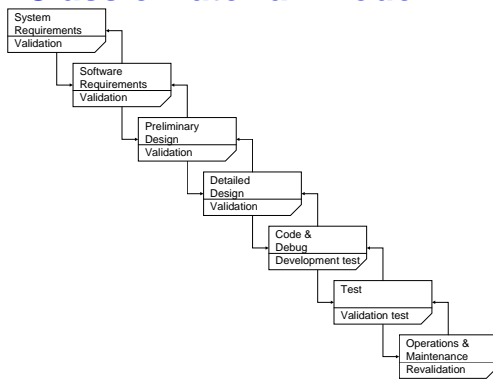 System
Requirements
Validation
Software
Requirements
Validation
Preliminary
Design
Validation
Detailed
Design
Validation
Code &
Debug
Development test
Test
Validation test
Operations &
Maintenance
Revalidation